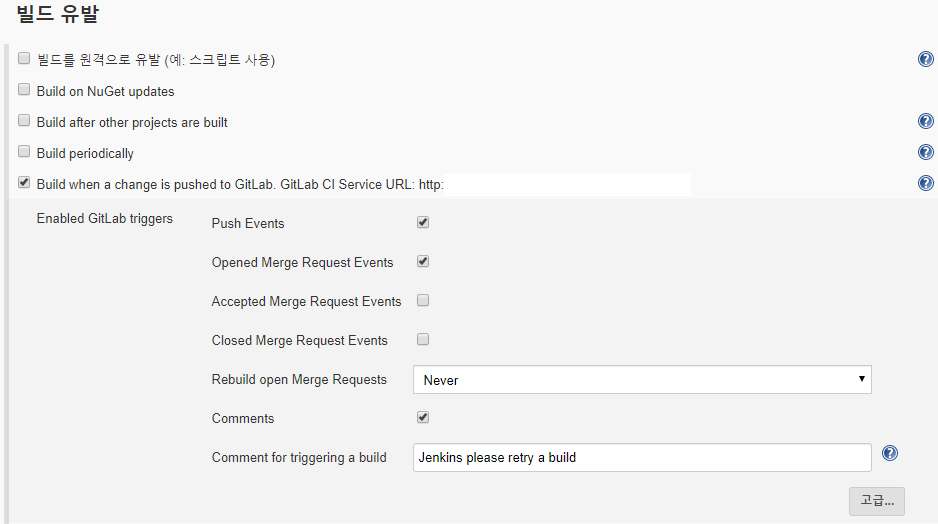 빌드 유발
빌드를 원격으로 유발 (예: 스크립트 사용)
Build on NuGet updates
Build after other projects are built
Build periodically
Build when a change is pushed to GitLab. GitLab CI Service URL: http:
Enabled GitLab triggers
Push Events
Opened Merge Request Events
Accepted Merge Request Events
Closed Merge Request Events
Rebuild open Merge Requests
Never
Comments
Comment for triggering a build
Jenkins please retry a build
고급...